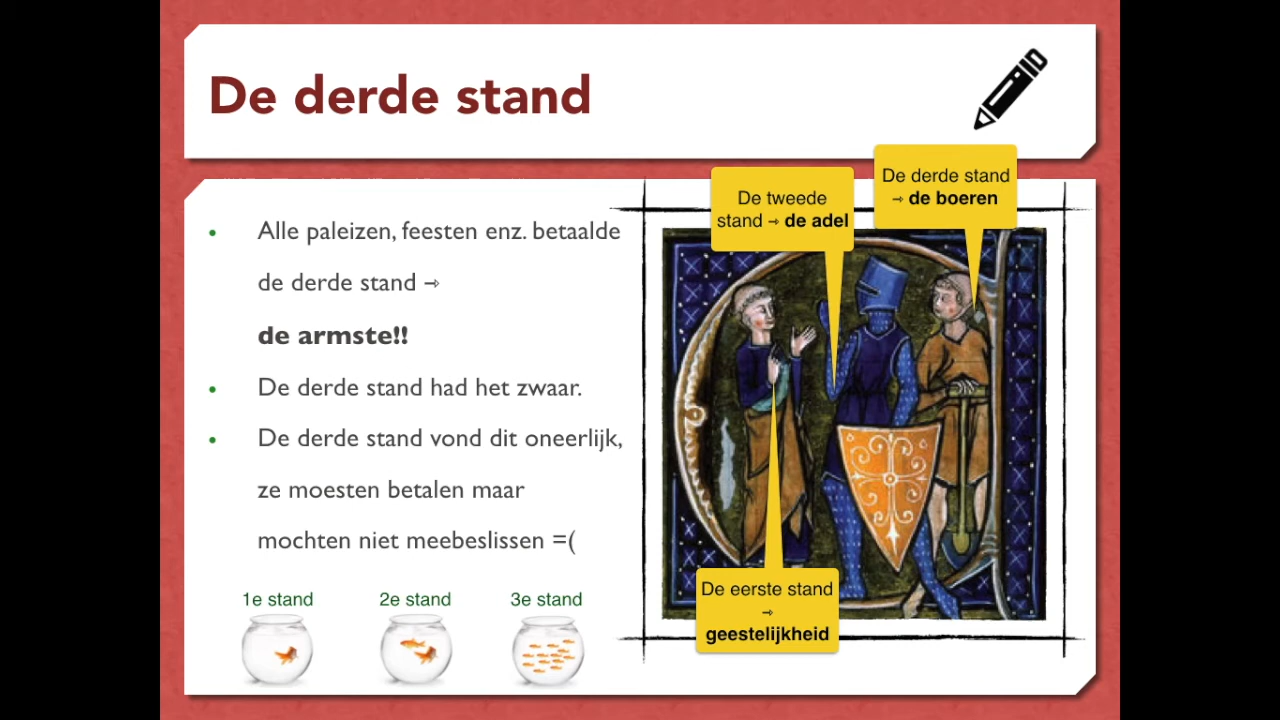 De derde stand
Alle paleizen, feesten enz. betaalde
de derde stand →
de armste!!
De derde stand had het zwaar.
De derde stand vond dit oneerlijk,
ze moesten betalen maar
mochten niet meebeslissen =(
1e stand
2e stand
3e stand
De tweede
stand → de adel
De derde stand
→ de boeren
De eerste stand
→
geestelijkheid